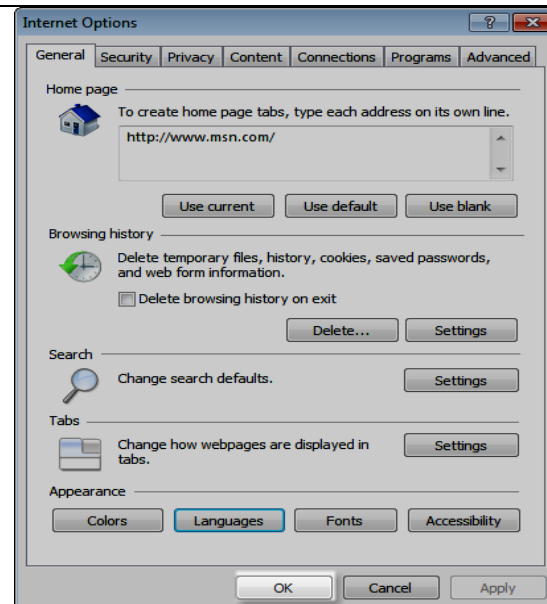 Internet Options
General Security Privacy Content Connections Programs Advanced
Home page
To create home page tabs, type each address on its own line.
http://www.msn.com/
Use current Use default Use blank
Browsing history
Delete temporary files, history, cookies, saved passwords,
and web form information.
Delete browsing history on exit
Delete... Settings
Search
Change search defaults. Settings
Tabs
Change how webpages are displayed in
tabs.
Settings
Appearance
Colors Languages Fonts Accessibility
OK Cancel Apply